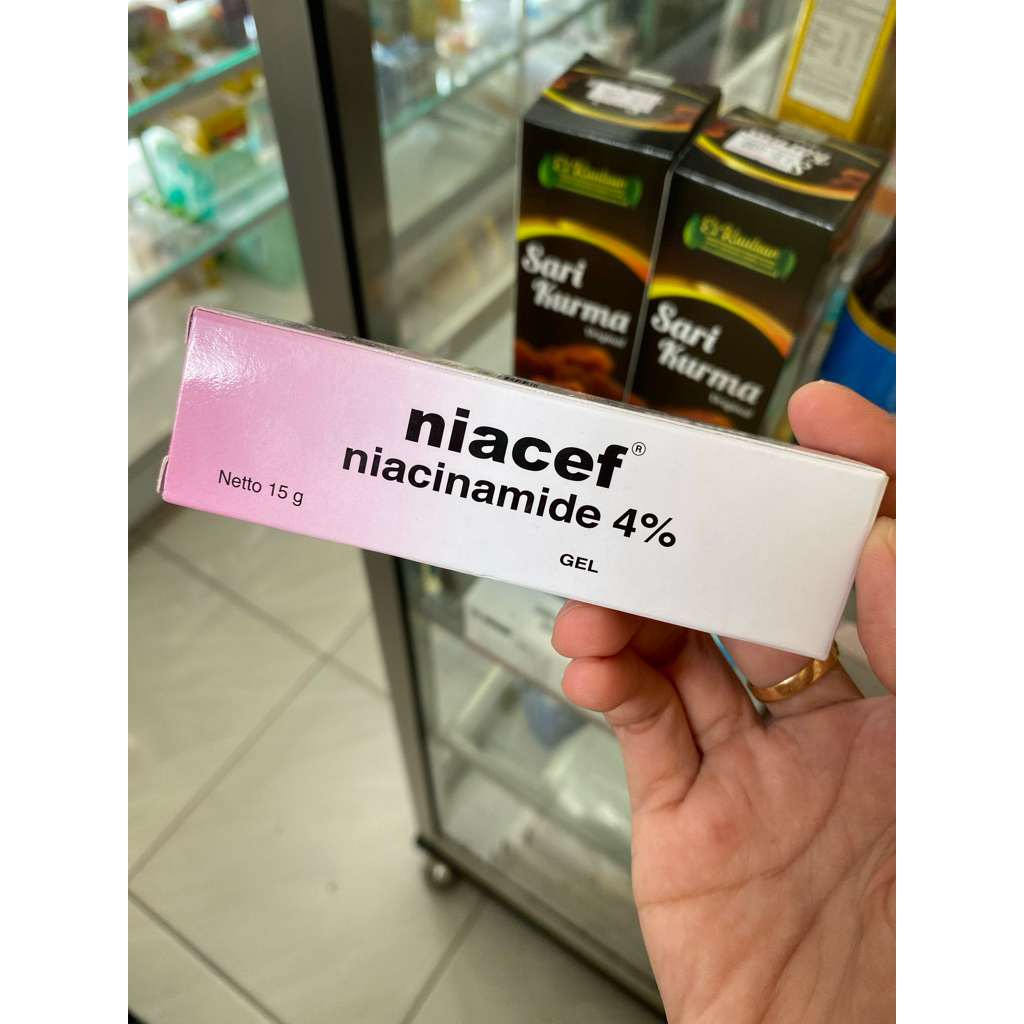 niacef®
niacinamide 4%
Netto 15 g
GEL
Sari
Kurma
Sari
Kurma